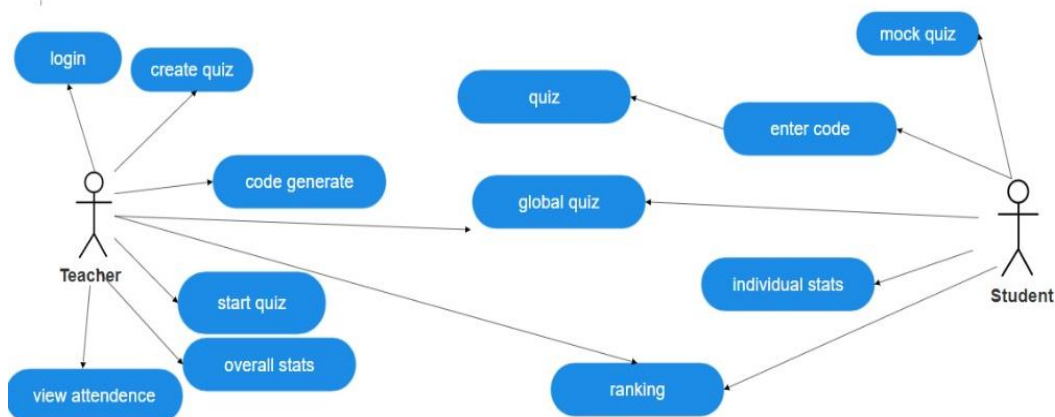 mock quiz
login
create quiz
quiz
enter code
code generate
global quiz
Teacher
individual stats
Student
start quiz
overall stats
view attendence
ranking